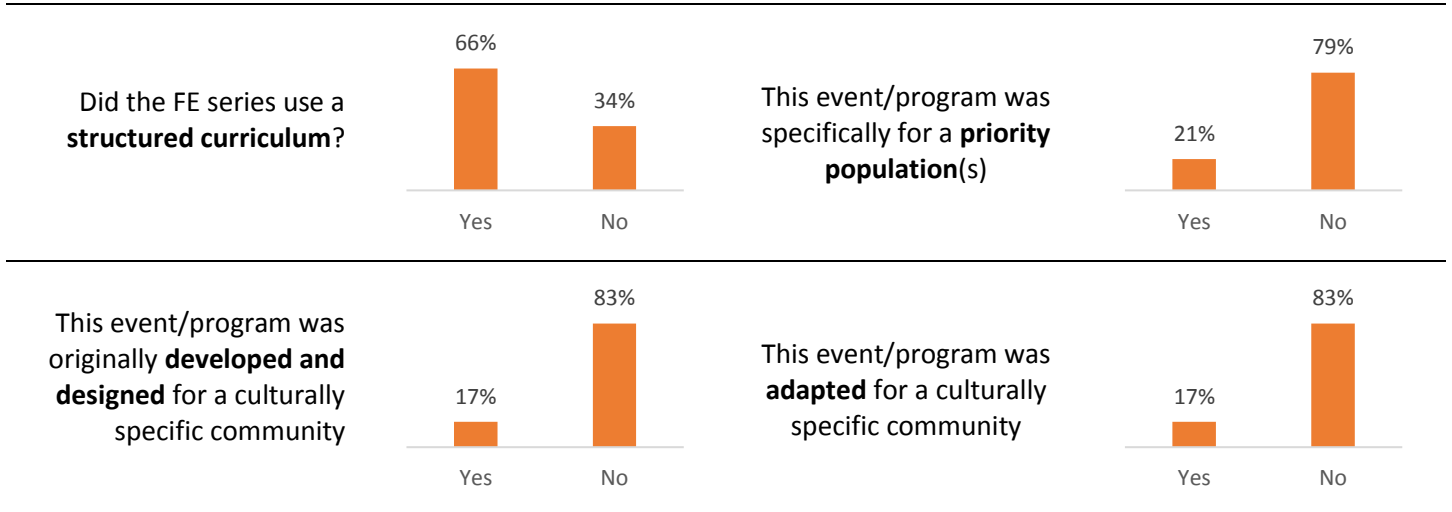 Did the FE series use a
structured curriculum?
66%
34%
Yes No
This event/program was
specifically for a priority
population(s)
21%
79%
Yes No
This event/program was
originally developed and
designed for a culturally
specific community
17%
83%
Yes No
This event/program was
adapted for a culturally
specific community
17%
83%
Yes No